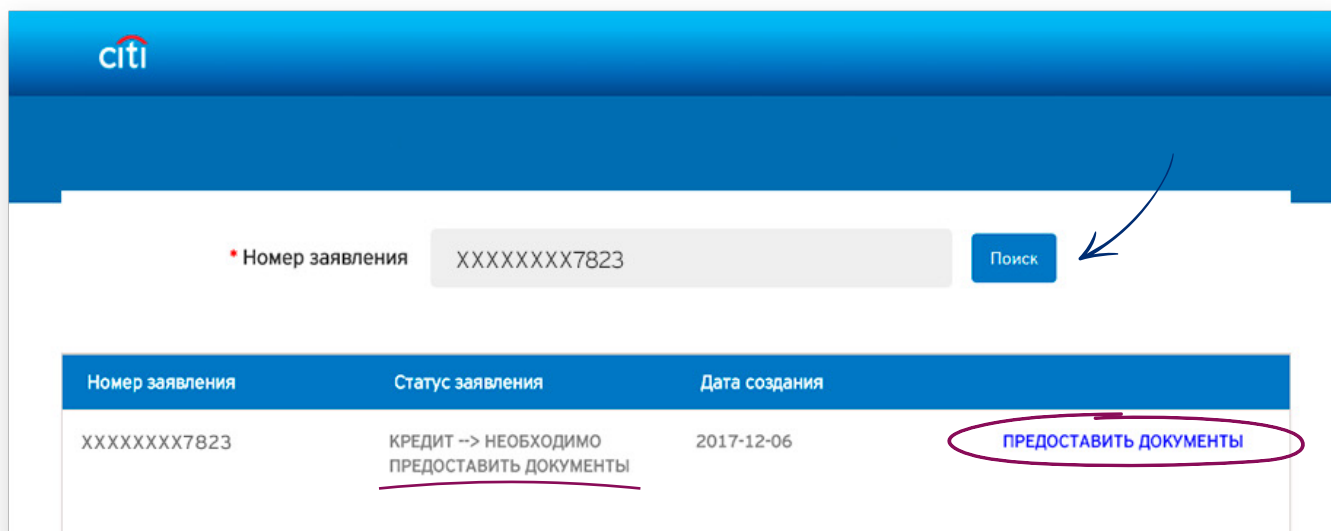 citi
* Номер заявления XXXXXXXX7823 Поиск
Номер заявления Статус заявления Дата создания
XXXXXXXX7823 КРЕДИТ --> НЕОБХОДИМО 2017-12-06 ПРЕДОСТАВИТЬ ДОКУМЕНТЫ
ПРЕДОСТАВИТЬ ДОКУМЕНТЫ